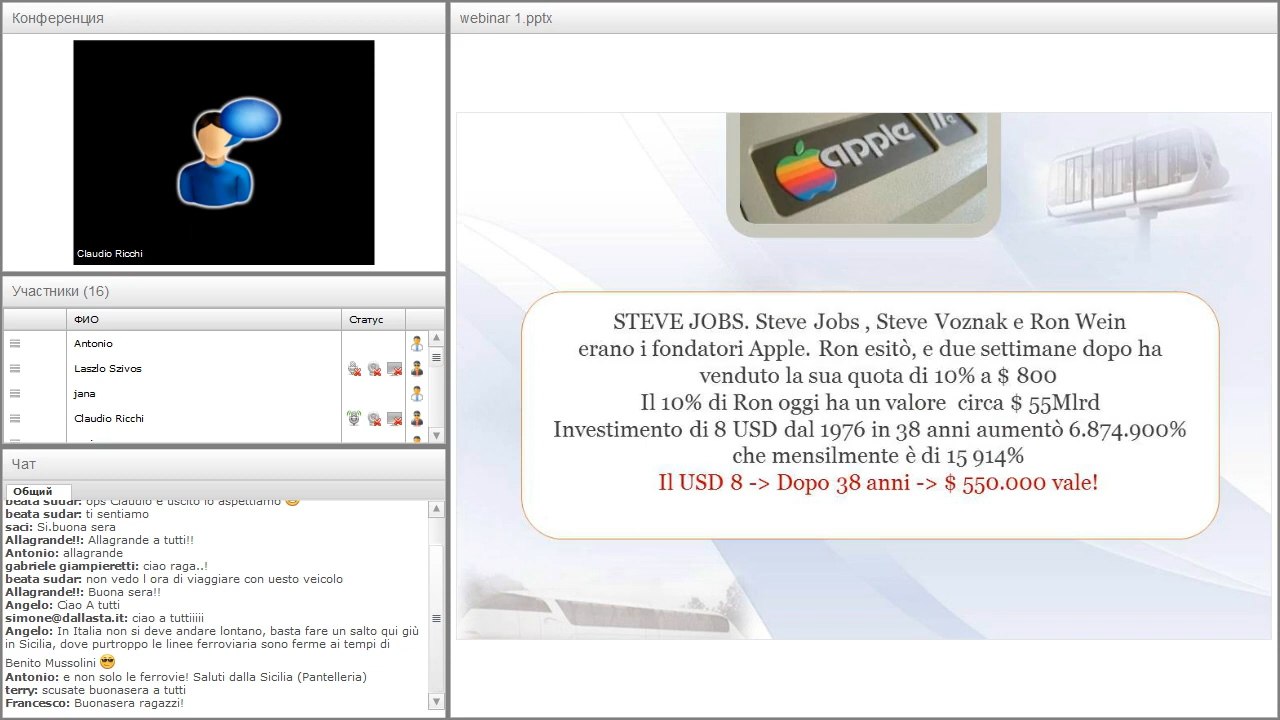 Конференция
Claudio Ricchi
Участники (16)
ФИО
Статус
Antonio
Laszlo Szivos
jana
Claudio Ricchi
Чат
Общий
beata sudar: ops Claudio e uscito lo aspettiamo
beata sudar: ti sentiamo
saci: Si.buona sera
Allagrande!!: Allagrande a tutti!!
Antonio: allagrande
gabriele giampieretti: ciao raga..!
beata sudar: non vedo l ora di viaggiare con uesto veicolo
Allagrande!!: Buona sera!!
Angelo: Ciao A tutti
simone@dallasta.it: ciao a tuttiiiii
Angelo: In Italia non si deve andare lontano, basta fare un salto qui giù
in Sicilia, dove purtroppo le linee ferroviaria sono ferme ai tempi di
Benito Mussolini
Antonio: e non solo le ferrovie! Saluti dalla Sicilia (Pantelleria)
terry: scusate buonasera a tutti
Francesco: Buonasera ragazzi!
webinar 1.pptx
apple
STEVE JOBS. Steve Jobs , Steve Voznak e Ron Wein
erano i fondatori Apple. Ron esitò, e due settimane dopo ha
venduto la sua quota di 10% a $ 800
Il 10% di Ron oggi ha un valore circa $ 55Mlrd
Investimento di 8 USD dal 1976 in 38 anni aumentò 6.874.900%
che mensilmente è di 15 914%
Il USD 8 -> Dopo 38 anni -> $ 550.000 vale!